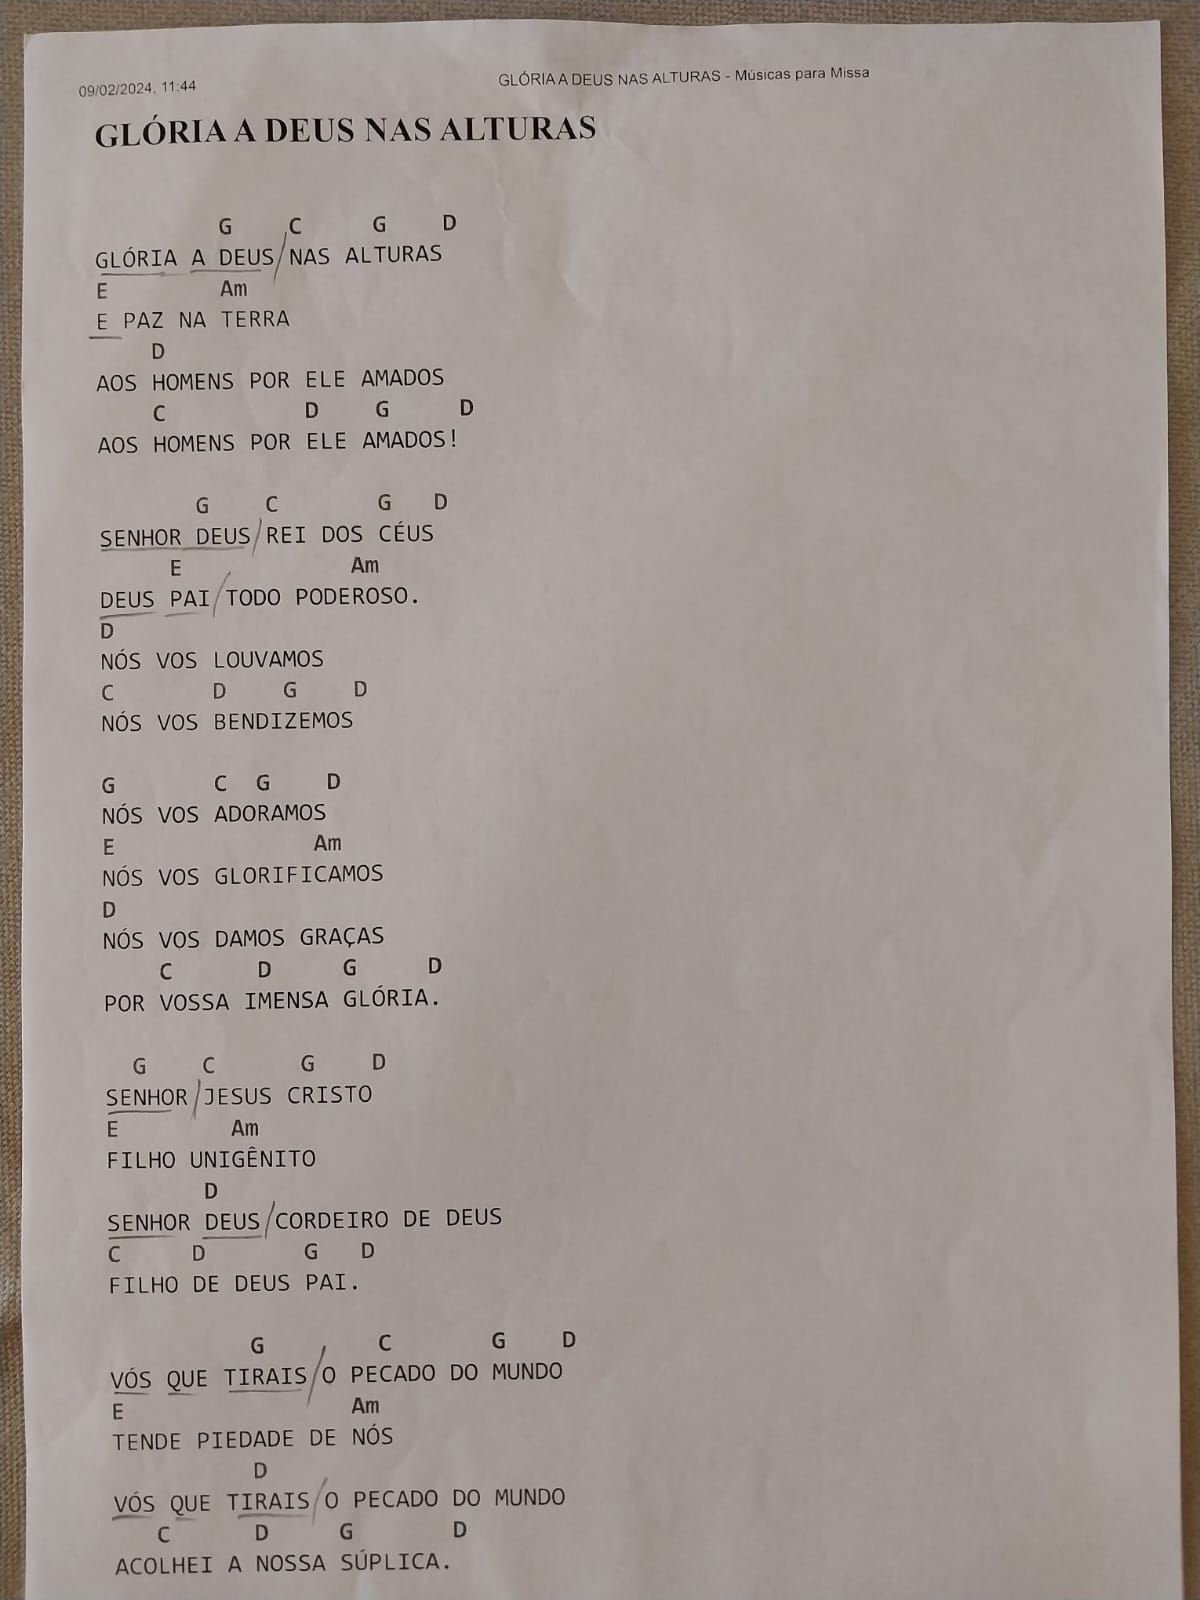 09/02/2024, 11:44 GLÓRIA A DEUS NAS ALTURAS - Músicas para Missa
GLÓRIA A DEUS NAS ALTURAS
G C G D
GLÓRIA A DEUS/NAS ALTURAS
E Am
E PAZ NA TERRA
D
AOS HOMENS POR ELE AMADOS
C D G D
AOS HOMENS POR ELE AMADOS!
G C G D
SENHOR DEUS/REI DOS CÉUS
E Am
DEUS PAI/TODO PODEROSO.
D
NÓS VOS LOUVAMOS
C D G D
NÓS VOS BENDIZEMOS
G C G D
NÓS VOS ADORAMOS
E Am
NÓS VOS GLORIFICAMOS
D
NÓS VOS DAMOS GRAÇAS
C D G D
POR VOSSA IMENSA GLÓRIA.
G C G D
SENHOR/JESUS CRISTO
E Am
FILHO UNIGÊNITO
D
SENHOR DEUS/CORDEIRO DE DEUS
C D G D
FILHO DE DEUS PAI.
G C G D
VÓS QUE TIRAIS/O PECADO DO MUNDO
E Am
TENDE PIEDADE DE NÓS
D
VÓS QUE TIRAIS/O PECADO DO MUNDO
C D G D
ACOLHEI A NOSSA SÚPLICA.